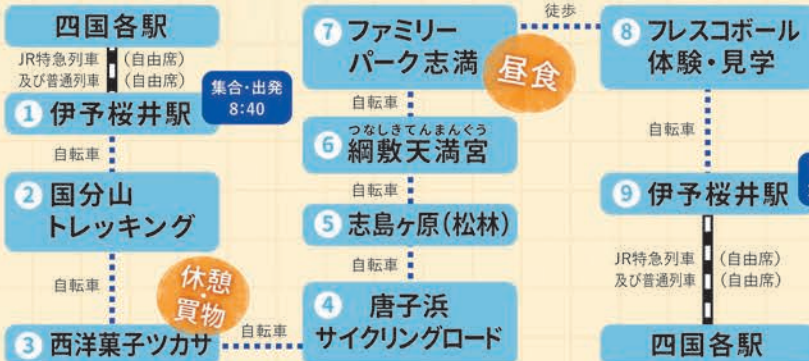 四国各駅
JR特急列車 (自由席)
及び普通列車 (自由席)
集合・出発
8:40
1 伊予桜井駅
自転車
2 国分山
トレッキング
自転車
休憩・買物
3 西洋菓子ツカサ
自転車
4 唐子浜
サイクリングロード
自転車
5 志島ヶ原(松林)
自転車
つなしきてんまんぐう
6 綱敷天満宮
自転車
7 ファミリー
パーク志満
昼食
徒歩
8 フレスコボール
体験・見学
自転車
9 伊予桜井駅
JR特急列車 (自由席)
及び普通列車 (自由席)
四国各駅